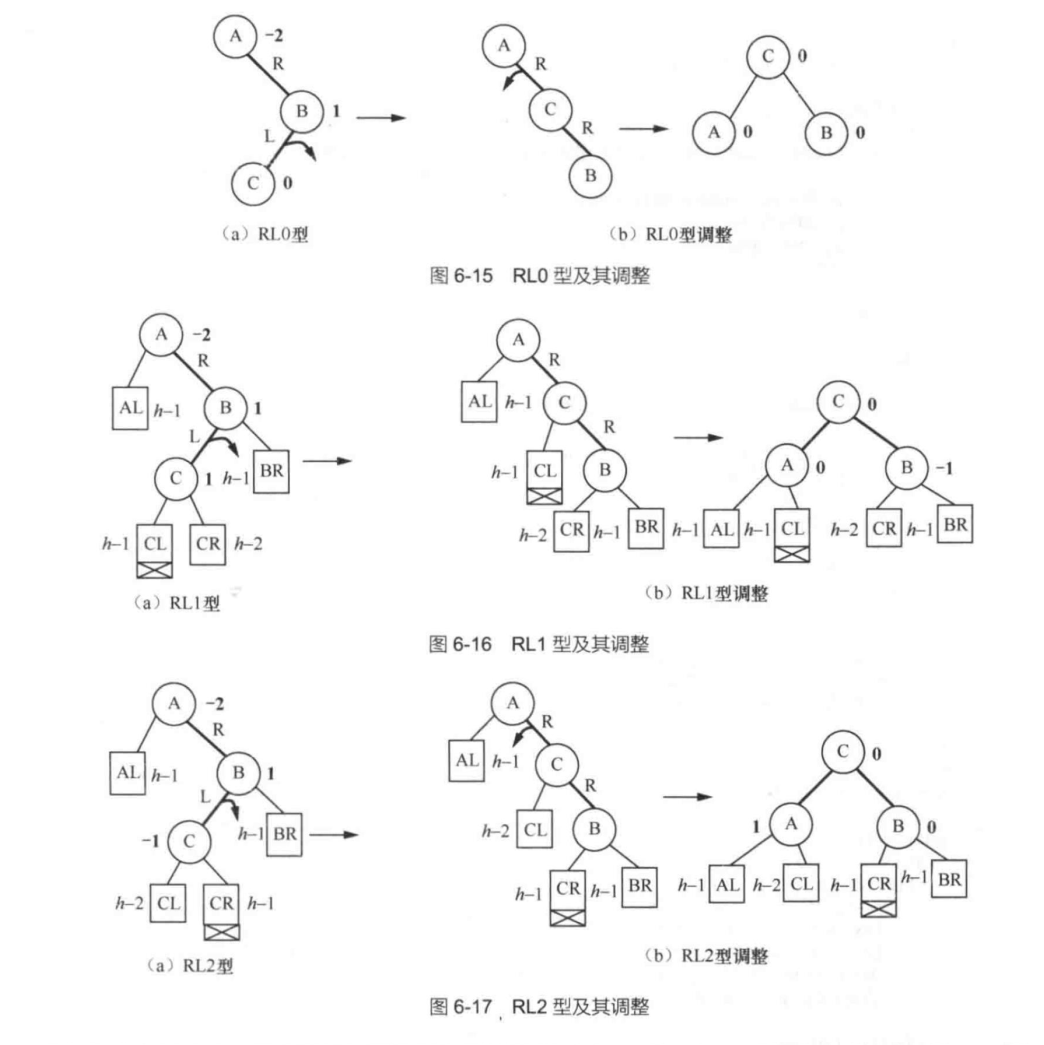 A -2
R
B 1
L
C 0
A
R
C
R
B
C 0
A 0
B 0
(a) RL0型
(b) RL0型调整
图 6-15 RL0 型及其调整
A -2
R
AL h-1
B 1
L
C 1
h-1 BR
h-1 CL
CR h-2
A
R
AL h-1
C
R
h-1 CL
B
h-2 CR
h-1 BR
C 0
A 0
B -1
h-1 AL
h-1 CL
h-2 CR
h-1 BR
(a) RL1型
(b) RL1型调整
图 6-16 RL1 型及其调整
A -2
R
AL h-1
B 1
L
-1 C
h-1 BR
h-2 CL
CR h-1
A
R
AL h-1
C
R
h-2 CL
B
h-1 CR
h-1 BR
C 0
1 A
B 0
h-1 AL
h-2 CL
h-1 CR
h-1 BR
(a) RL2型
(b) RL2型调整
图 6-17 RL2 型及其调整